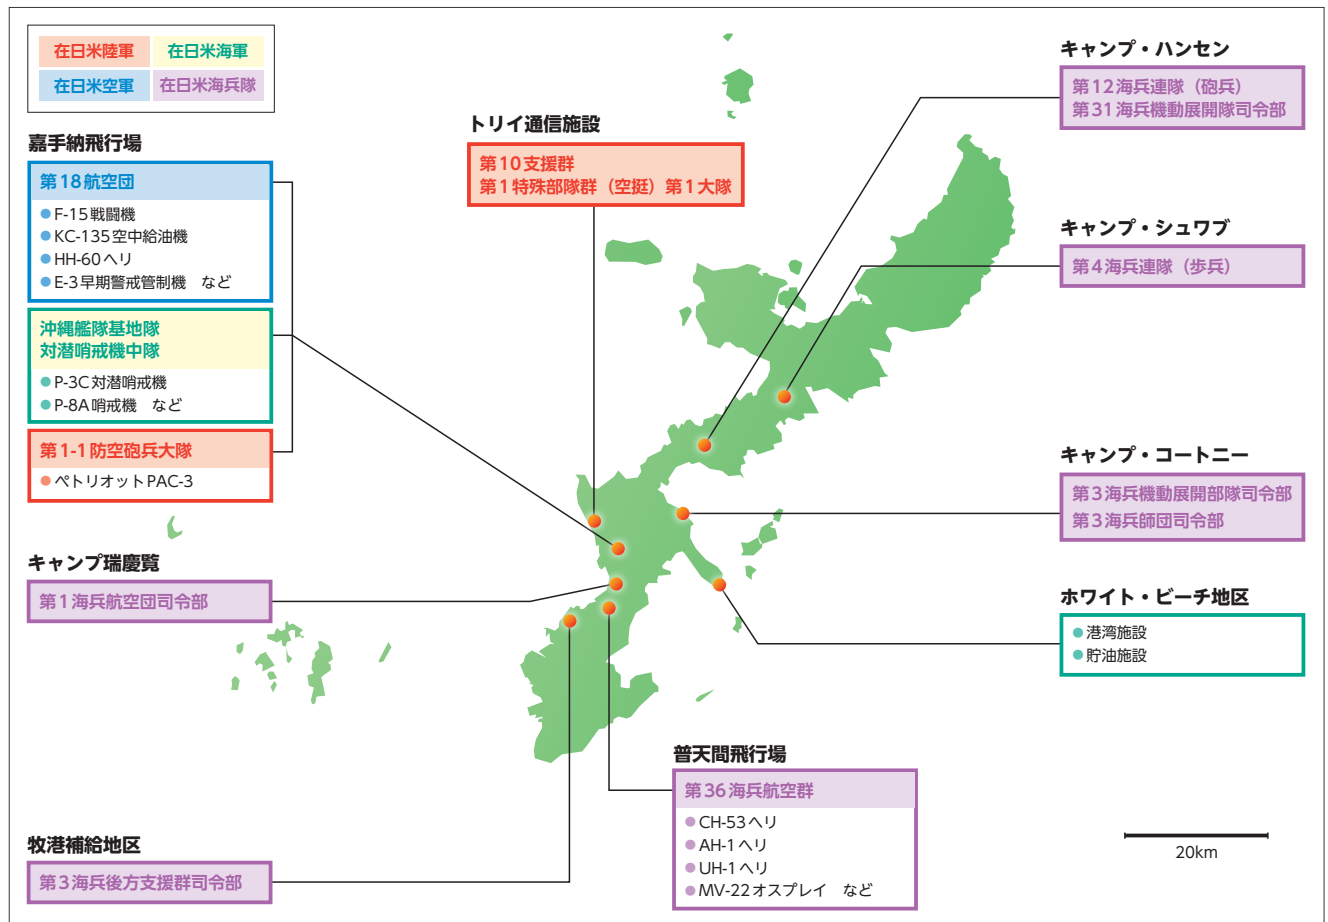 在日米陸軍
在日米海軍
在日米空軍
在日米海兵隊
嘉手納飛行場
第18航空団
●F-15戦闘機
●KC-135空中給油機
●HH-60ヘリ
●E-3早期警戒管制機　など
沖縄艦隊基地隊
対潜哨戒機中隊
●P-3C対潜哨戒機
●P-8A哨戒機　など
第1-1防空砲兵大隊
●ペトリオットPAC-3
キャンプ瑞慶覧
第1海兵航空団司令部
牧港補給地区
第3海兵後方支援群司令部
トリイ通信施設
第10支援群
第1特殊部隊群（空挺）第1大隊
普天間飛行場
第36海兵航空群
●CH-53ヘリ
●AH-1ヘリ
●UH-1ヘリ
●MV-22オスプレイ　など
キャンプ・ハンセン
第12海兵連隊（砲兵）
第31海兵機動展開隊司令部
キャンプ・シュワブ
第4海兵連隊（歩兵）
キャンプ・コートニー
第3海兵機動展開部隊司令部
第3海兵師団司令部
ホワイト・ビーチ地区
●港湾施設
●貯油施設
20km